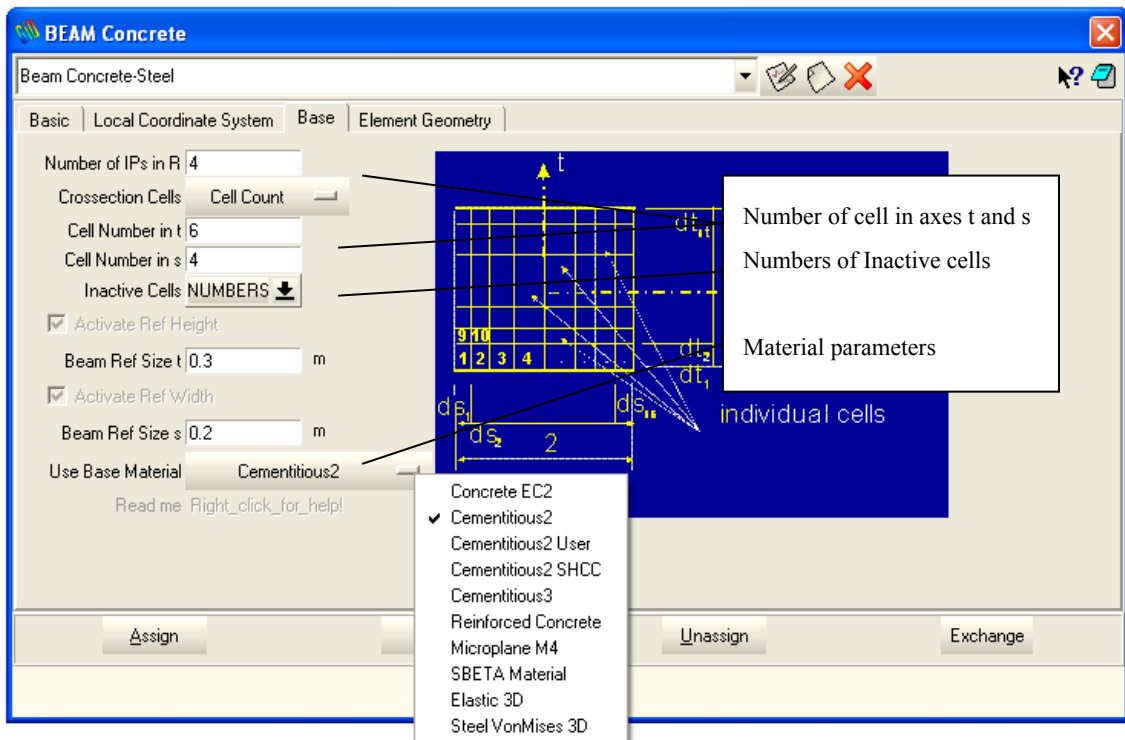 BEAM Concrete
Beam Concrete-Steel
Basic Local Coordinate System Base Element Geometry
Number of IPs in R 4
Crossection Cells Cell Count
Cell Number in t 6
Cell Number in s 4
Inactive Cells NUMBERS
Activate Ref Height
Beam Ref Size t 0.3 m
Activate Ref Width
Beam Ref Size s 0.2 m
Use Base Material Cementitious2
Read me Right_click_for_help!
t
9 10
1 2 3 4
ds1
ds2
2
dt2
dt1
individual cells
Number of cell in axes t and s
Numbers of Inactive cells
Material parameters
Concrete EC2
Cementitious2
Cementitious2 User
Cementitious2 SHCC
Cementitious3
Reinforced Concrete
Microplane M4
SBETA Material
Elastic 3D
Steel VonMises 3D
Assign
Unassign
Exchange